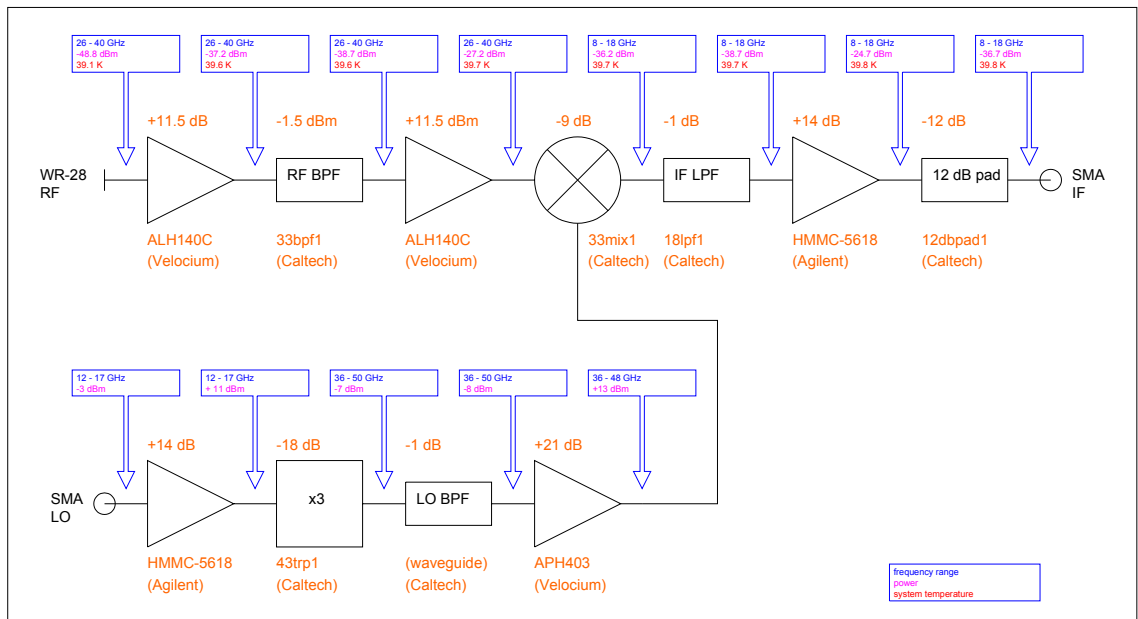 26 - 40 GHz
-48.8 dBm
39.1 K
26 - 40 GHz
-37.2 dBm
39.6 K
26 - 40 GHz
-38.7 dBm
39.6 K
26 - 40 GHz
-27.2 dBm
39.7 K
8 - 18 GHz
-36.2 dBm
39.7 K
8 - 18 GHz
-38.7 dBm
39.7 K
8 - 18 GHz
-24.7 dBm
39.8 K
8 - 18 GHz
-36.7 dBm
39.8 K
+11.5 dB
-1.5 dBm
+11.5 dBm
-9 dB
-1 dB
+14 dB
-12 dB
WR-28
RF
RF BPF
IF LPF
12 dB pad
SMA
IF
ALH140C
(Velocium)
33bpf1
(Caltech)
ALH140C
(Velocium)
33mix1
(Caltech)
18lpf1
(Caltech)
HMMC-5618
(Agilent)
12dbpad1
(Caltech)
12 - 17 GHz
-3 dBm
12 - 17 GHz
+ 11 dBm
36 - 50 GHz
-7 dBm
36 - 50 GHz
-8 dBm
36 - 48 GHz
+13 dBm
+14 dB
-18 dB
-1 dB
+21 dB
SMA
LO
x3
LO BPF
HMMC-5618
(Agilent)
43trp1
(Caltech)
(waveguide)
(Caltech)
APH403
(Velocium)
frequency range
power
system temperature